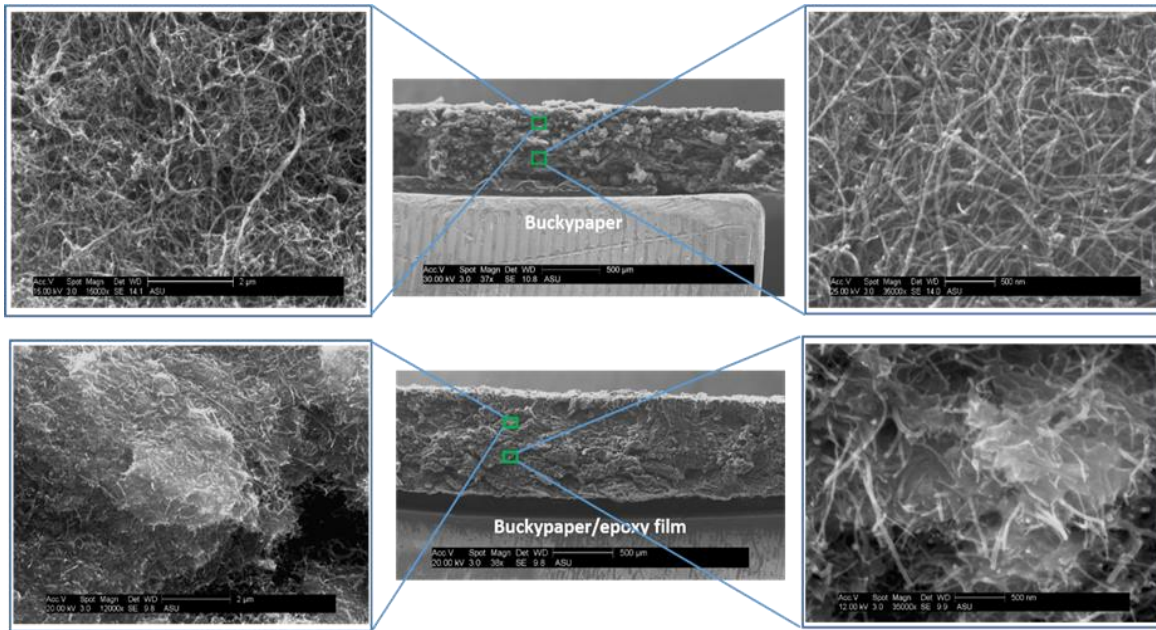 Acc.V Spot Magn Det WD 2 µm
15.00 kV 3.0 15000x SE 14.1 ASU
Buckypaper
Acc.V Spot Magn Det WD 500 µm
30.00 kV 3.0 37x SE 10.8 ASU
Acc.V Spot Magn Det WD 500 nm
25.00 kV 3.0 35000x SE 14.0 ASU
Acc.V Spot Magn Det WD 2 µm
20.00 kV 3.0 12000x SE 9.8 ASU
Buckypaper/epoxy film
Acc.V Spot Magn Det WD 500 µm
20.00 kV 3.0 38x SE 9.8 ASU
Acc.V Spot Magn Det WD 500 nm
12.00 kV 3.0 35000x SE 9.9 ASU